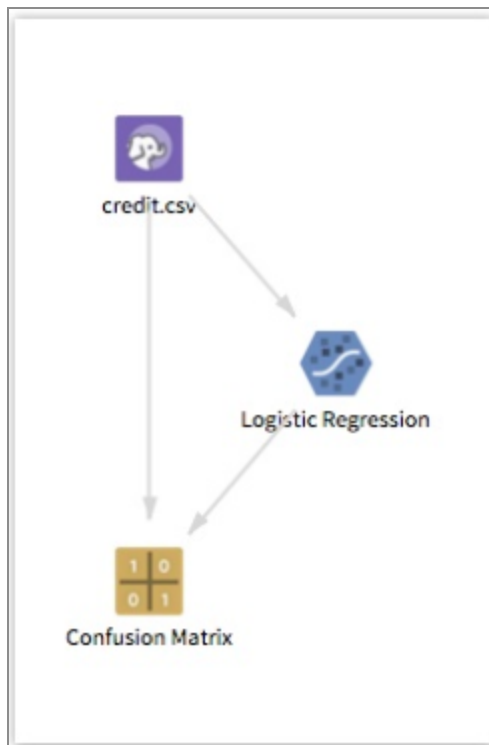 credit.csv
Logistic Regression
1 0
0 1
Confusion Matrix